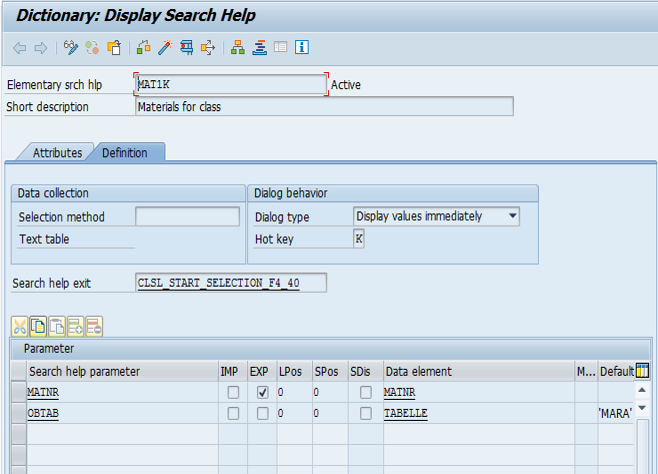 Dictionary: Display Search Help
Elementary srch hlp MAT1K Active
Short description Materials for class
Attributes Definition
Data collection Dialog behavior
Selection method Dialog type Display values immediately
Text table Hot key K
Search help exit CLSL_START_SELECTION_F4_40
Parameter
Search help parameter IMP EXP LPos SPos SDis Data element M... Default
MATNR 0 0 MATNR
OBTAB 0 0 TABELLE 'MARA'